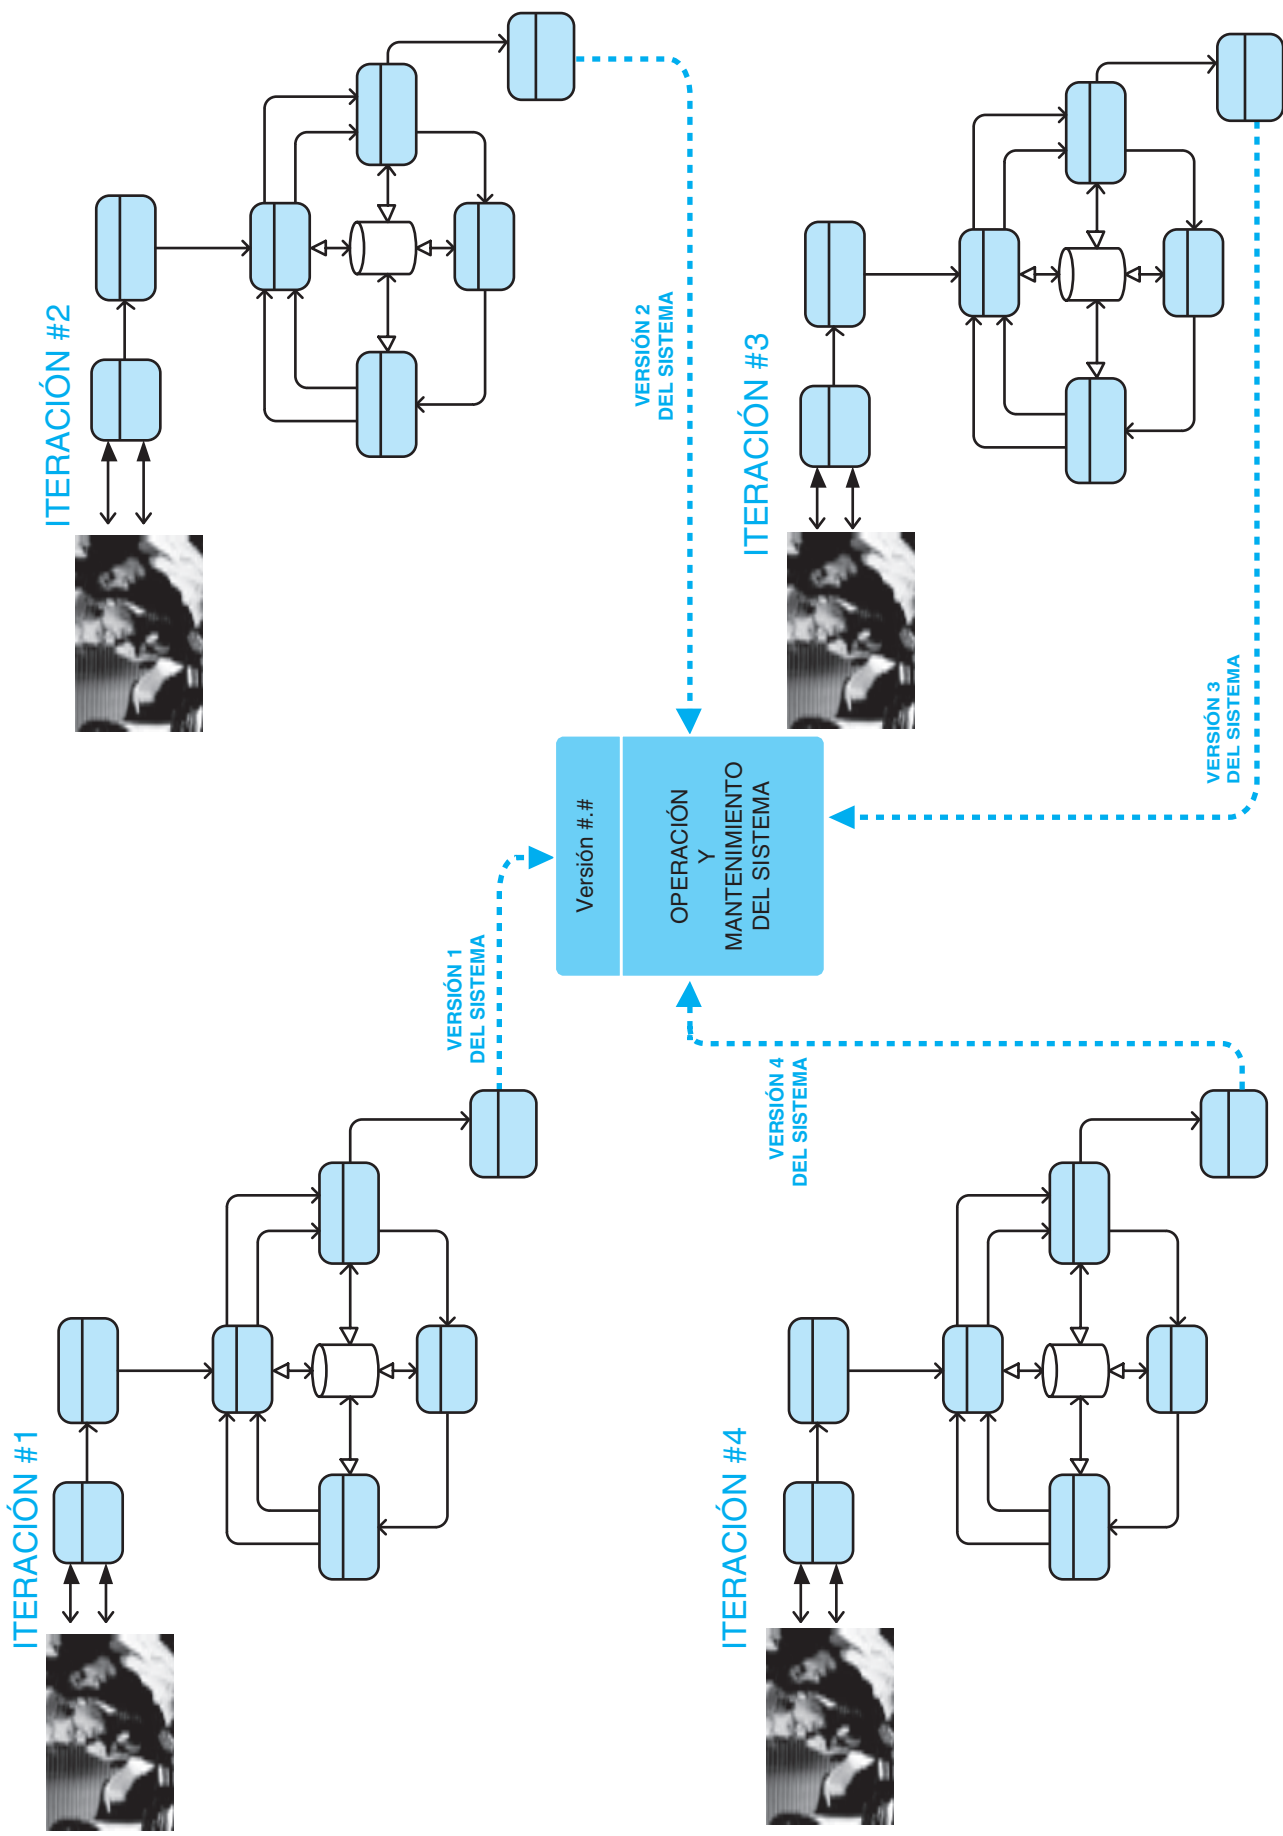 ITERACIÓN #1
VERSIÓN 1
DEL SISTEMA
ITERACIÓN #2
VERSIÓN 2
DEL SISTEMA
Versión #.#
OPERACIÓN
Y
MANTENIMIENTO
DEL SISTEMA
ITERACIÓN #4
VERSIÓN 4
DEL SISTEMA
ITERACIÓN #3
VERSIÓN 3
DEL SISTEMA